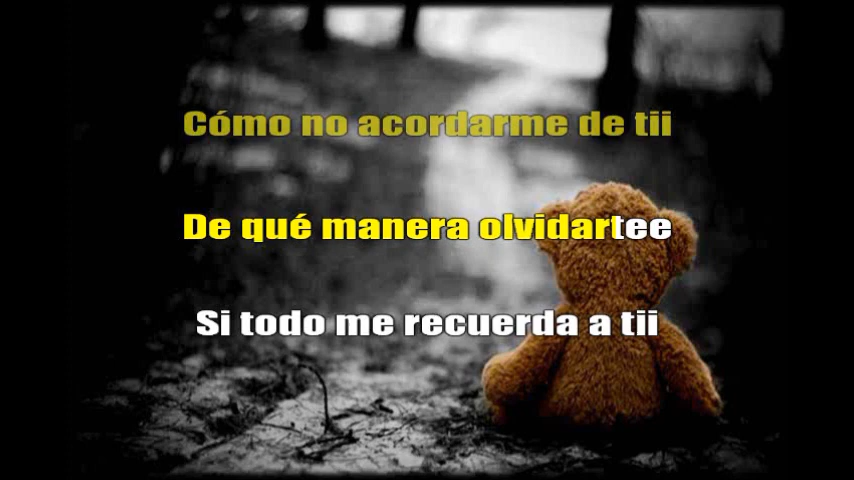 Cómo no acordarme de tii
De qué manera olvidartee
Si todo me recuerda a tii